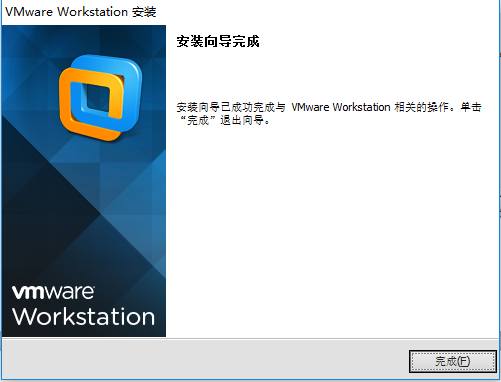 VMware Workstation 安装
安装向导完成
安装向导已成功完成与 VMware Workstation 相关的操作。单击
“完成”退出向导。
vmware
Workstation
完成(F)